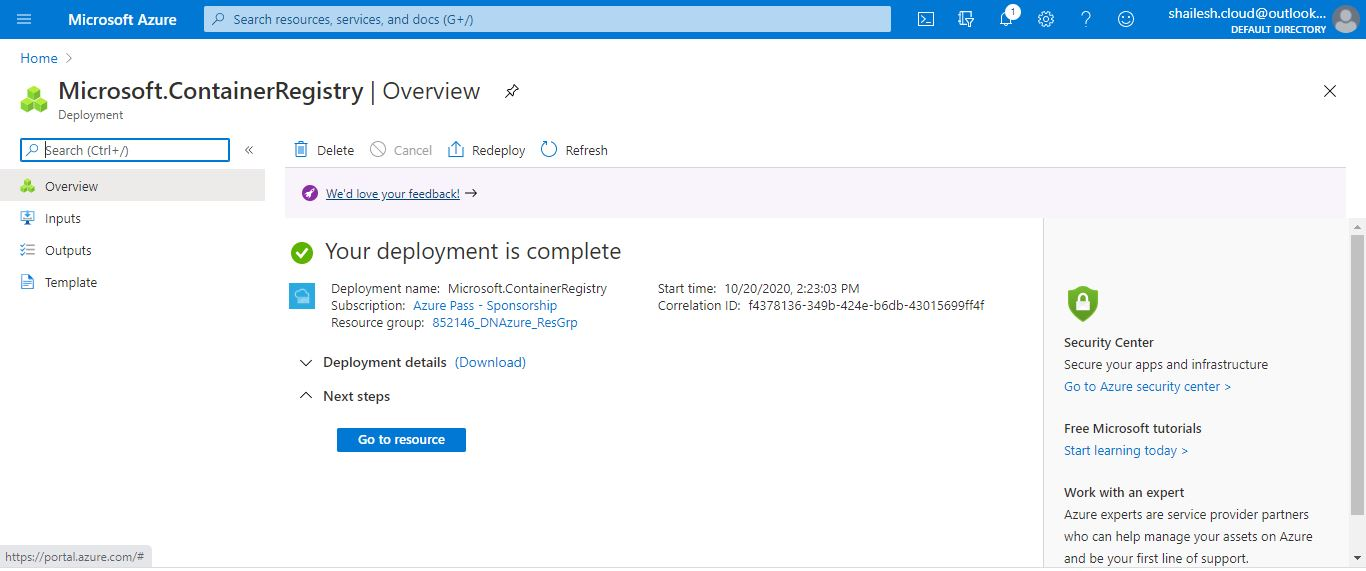 Microsoft Azure
Search resources, services, and docs (G+/)
1
shailesh.cloud@outlook...
DEFAULT DIRECTORY
Home >
Microsoft.ContainerRegistry | Overview
Deployment
Search (Ctrl+/)
«
Overview
Inputs
Outputs
Template
Delete
Cancel
Redeploy
Refresh
We'd love your feedback! →
Your deployment is complete
Deployment name: Microsoft.ContainerRegistry
Subscription: Azure Pass - Sponsorship
Resource group: 852146_DNAzure_ResGrp
Start time: 10/20/2020, 2:23:03 PM
Correlation ID: f4378136-349b-424e-b6db-43015699ff4f
Deployment details (Download)
Next steps
Go to resource
Security Center
Secure your apps and infrastructure
Go to Azure security center >
Free Microsoft tutorials
Start learning today >
Work with an expert
Azure experts are service provider partners
who can help manage your assets on Azure
and be your first line of support.
https://portal.azure.com/#